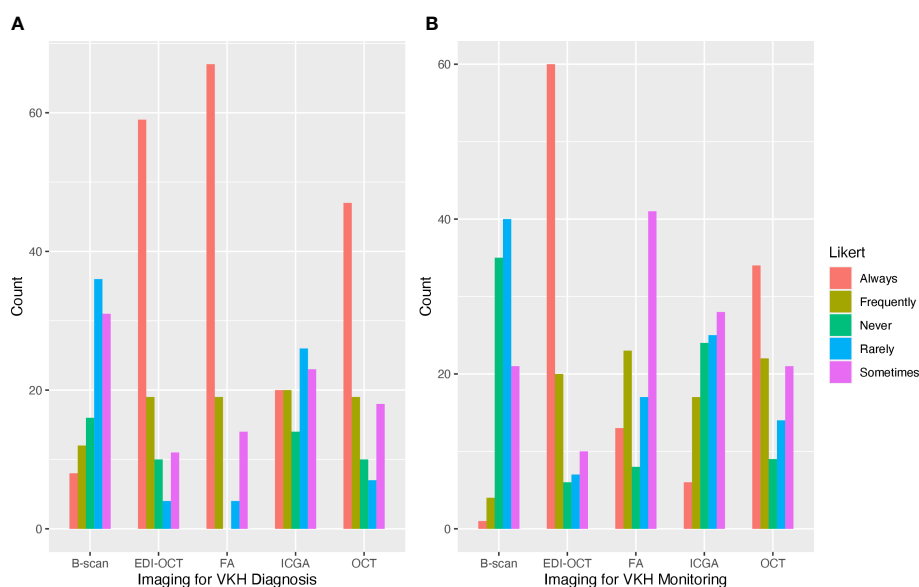 A
B
Count
60
40
20
0
B-scan EDI-OCT FA ICGA OCT
Imaging for VKH Diagnosis
Count
60
40
20
0
B-scan EDI-OCT FA ICGA OCT
Imaging for VKH Monitoring
Likert
Always
Frequently
Never
Rarely
Sometimes